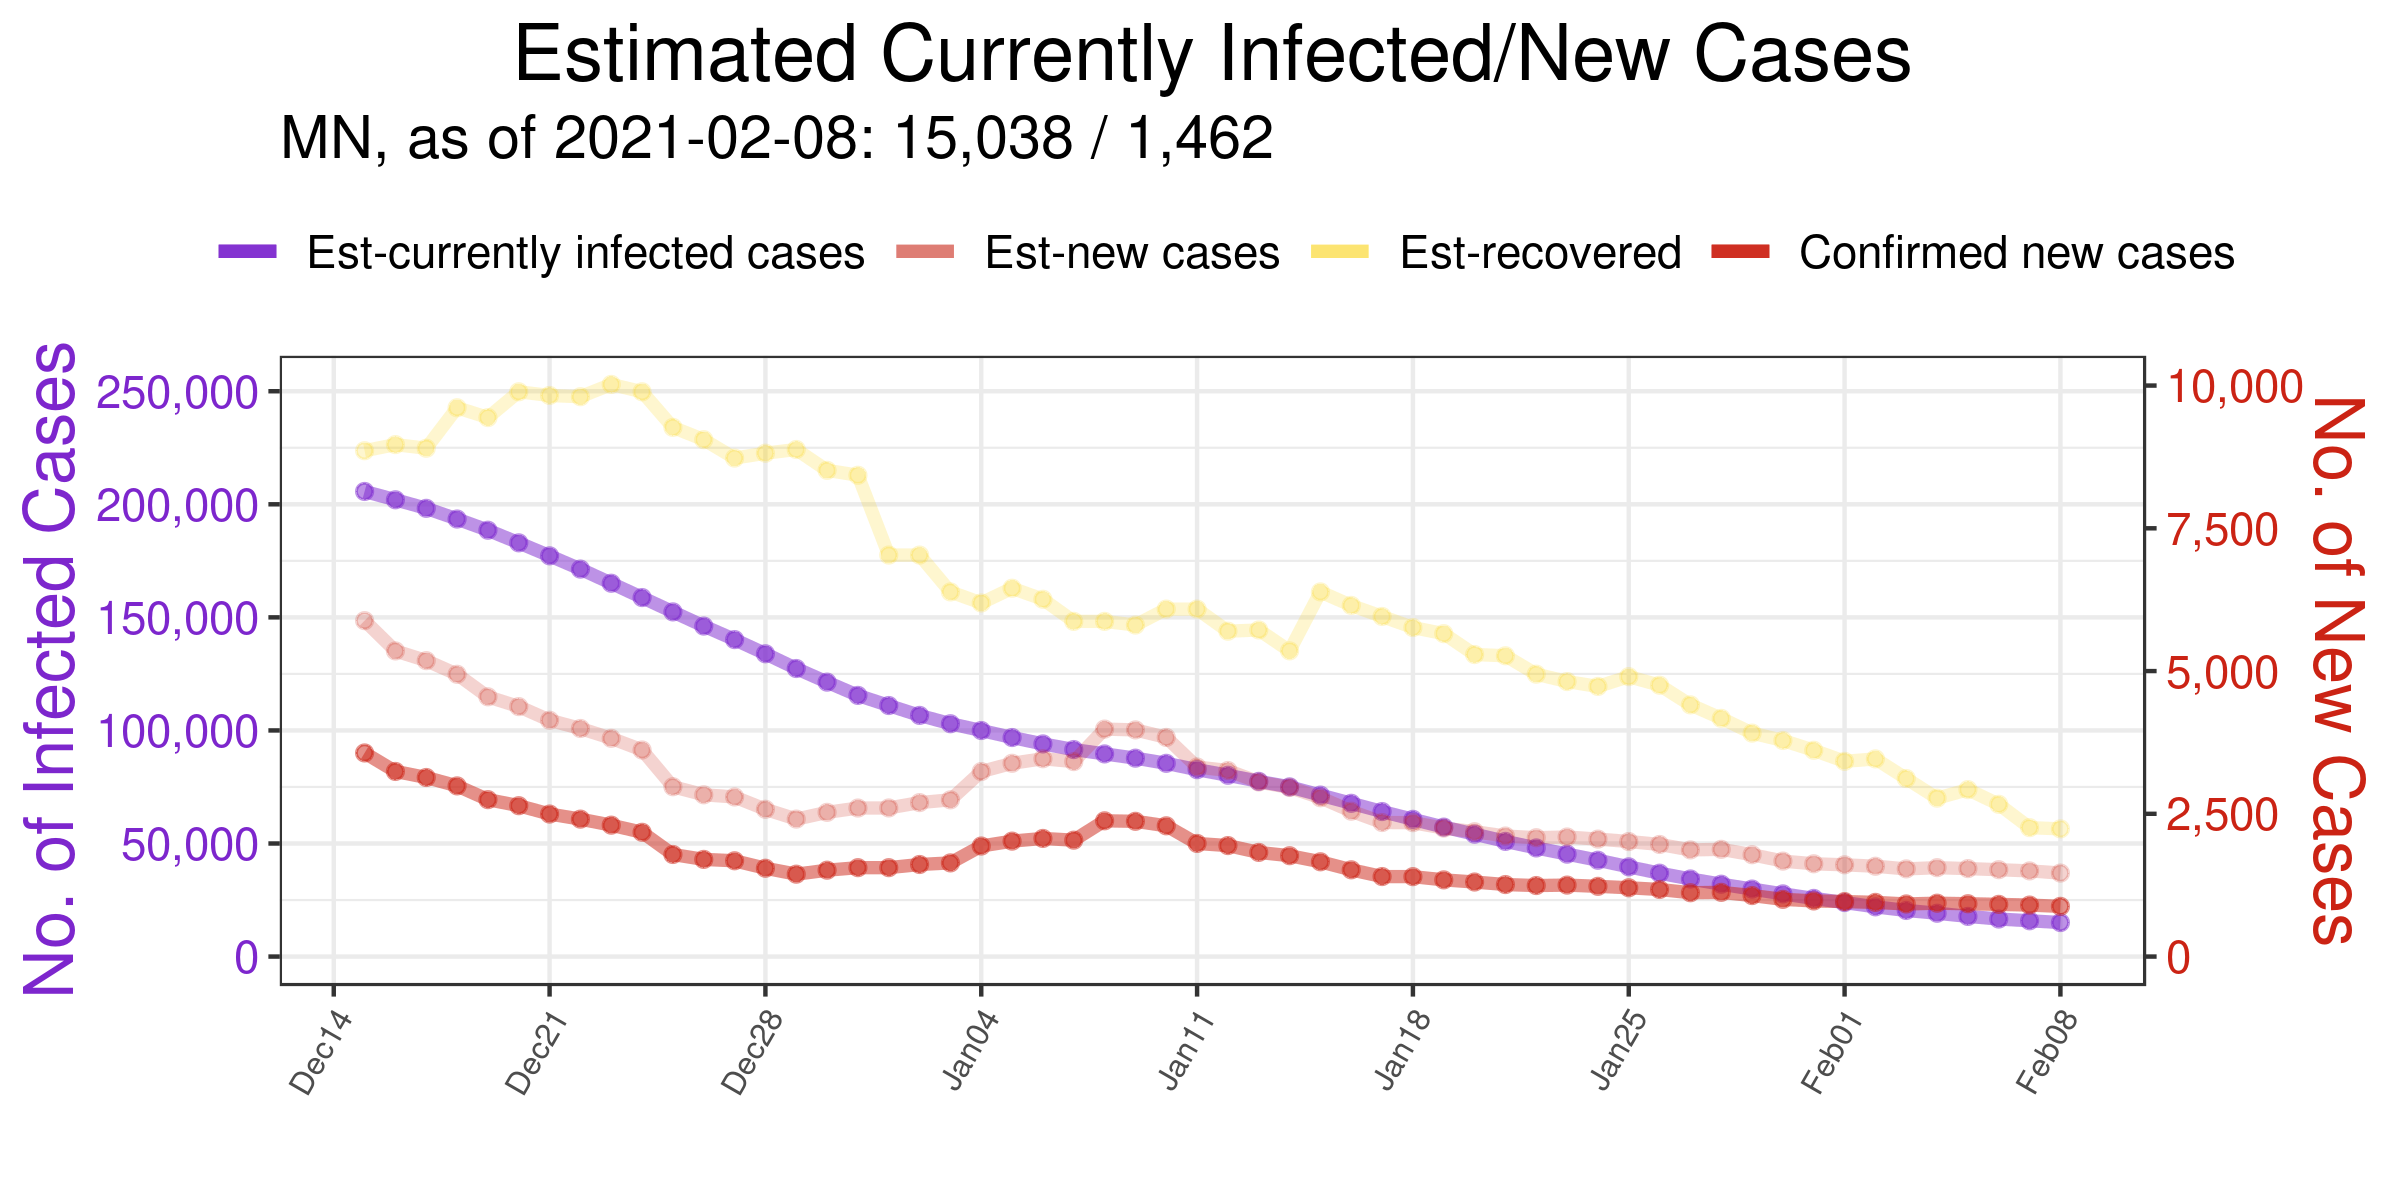 Estimated Currently Infected/New Cases
MN, as of 2021-02-08: 15,038 / 1,462
Est-currently infected cases Est-new cases Est-recovered Confirmed new cases
No. of Infected Cases
250,000
200,000
150,000
100,000
50,000
0
10,000
7,500
5,000
2,500
0
No. of New Cases
Dec14 Dec21 Dec28 Jan04 Jan11 Jan18 Jan25 Feb01 Feb08